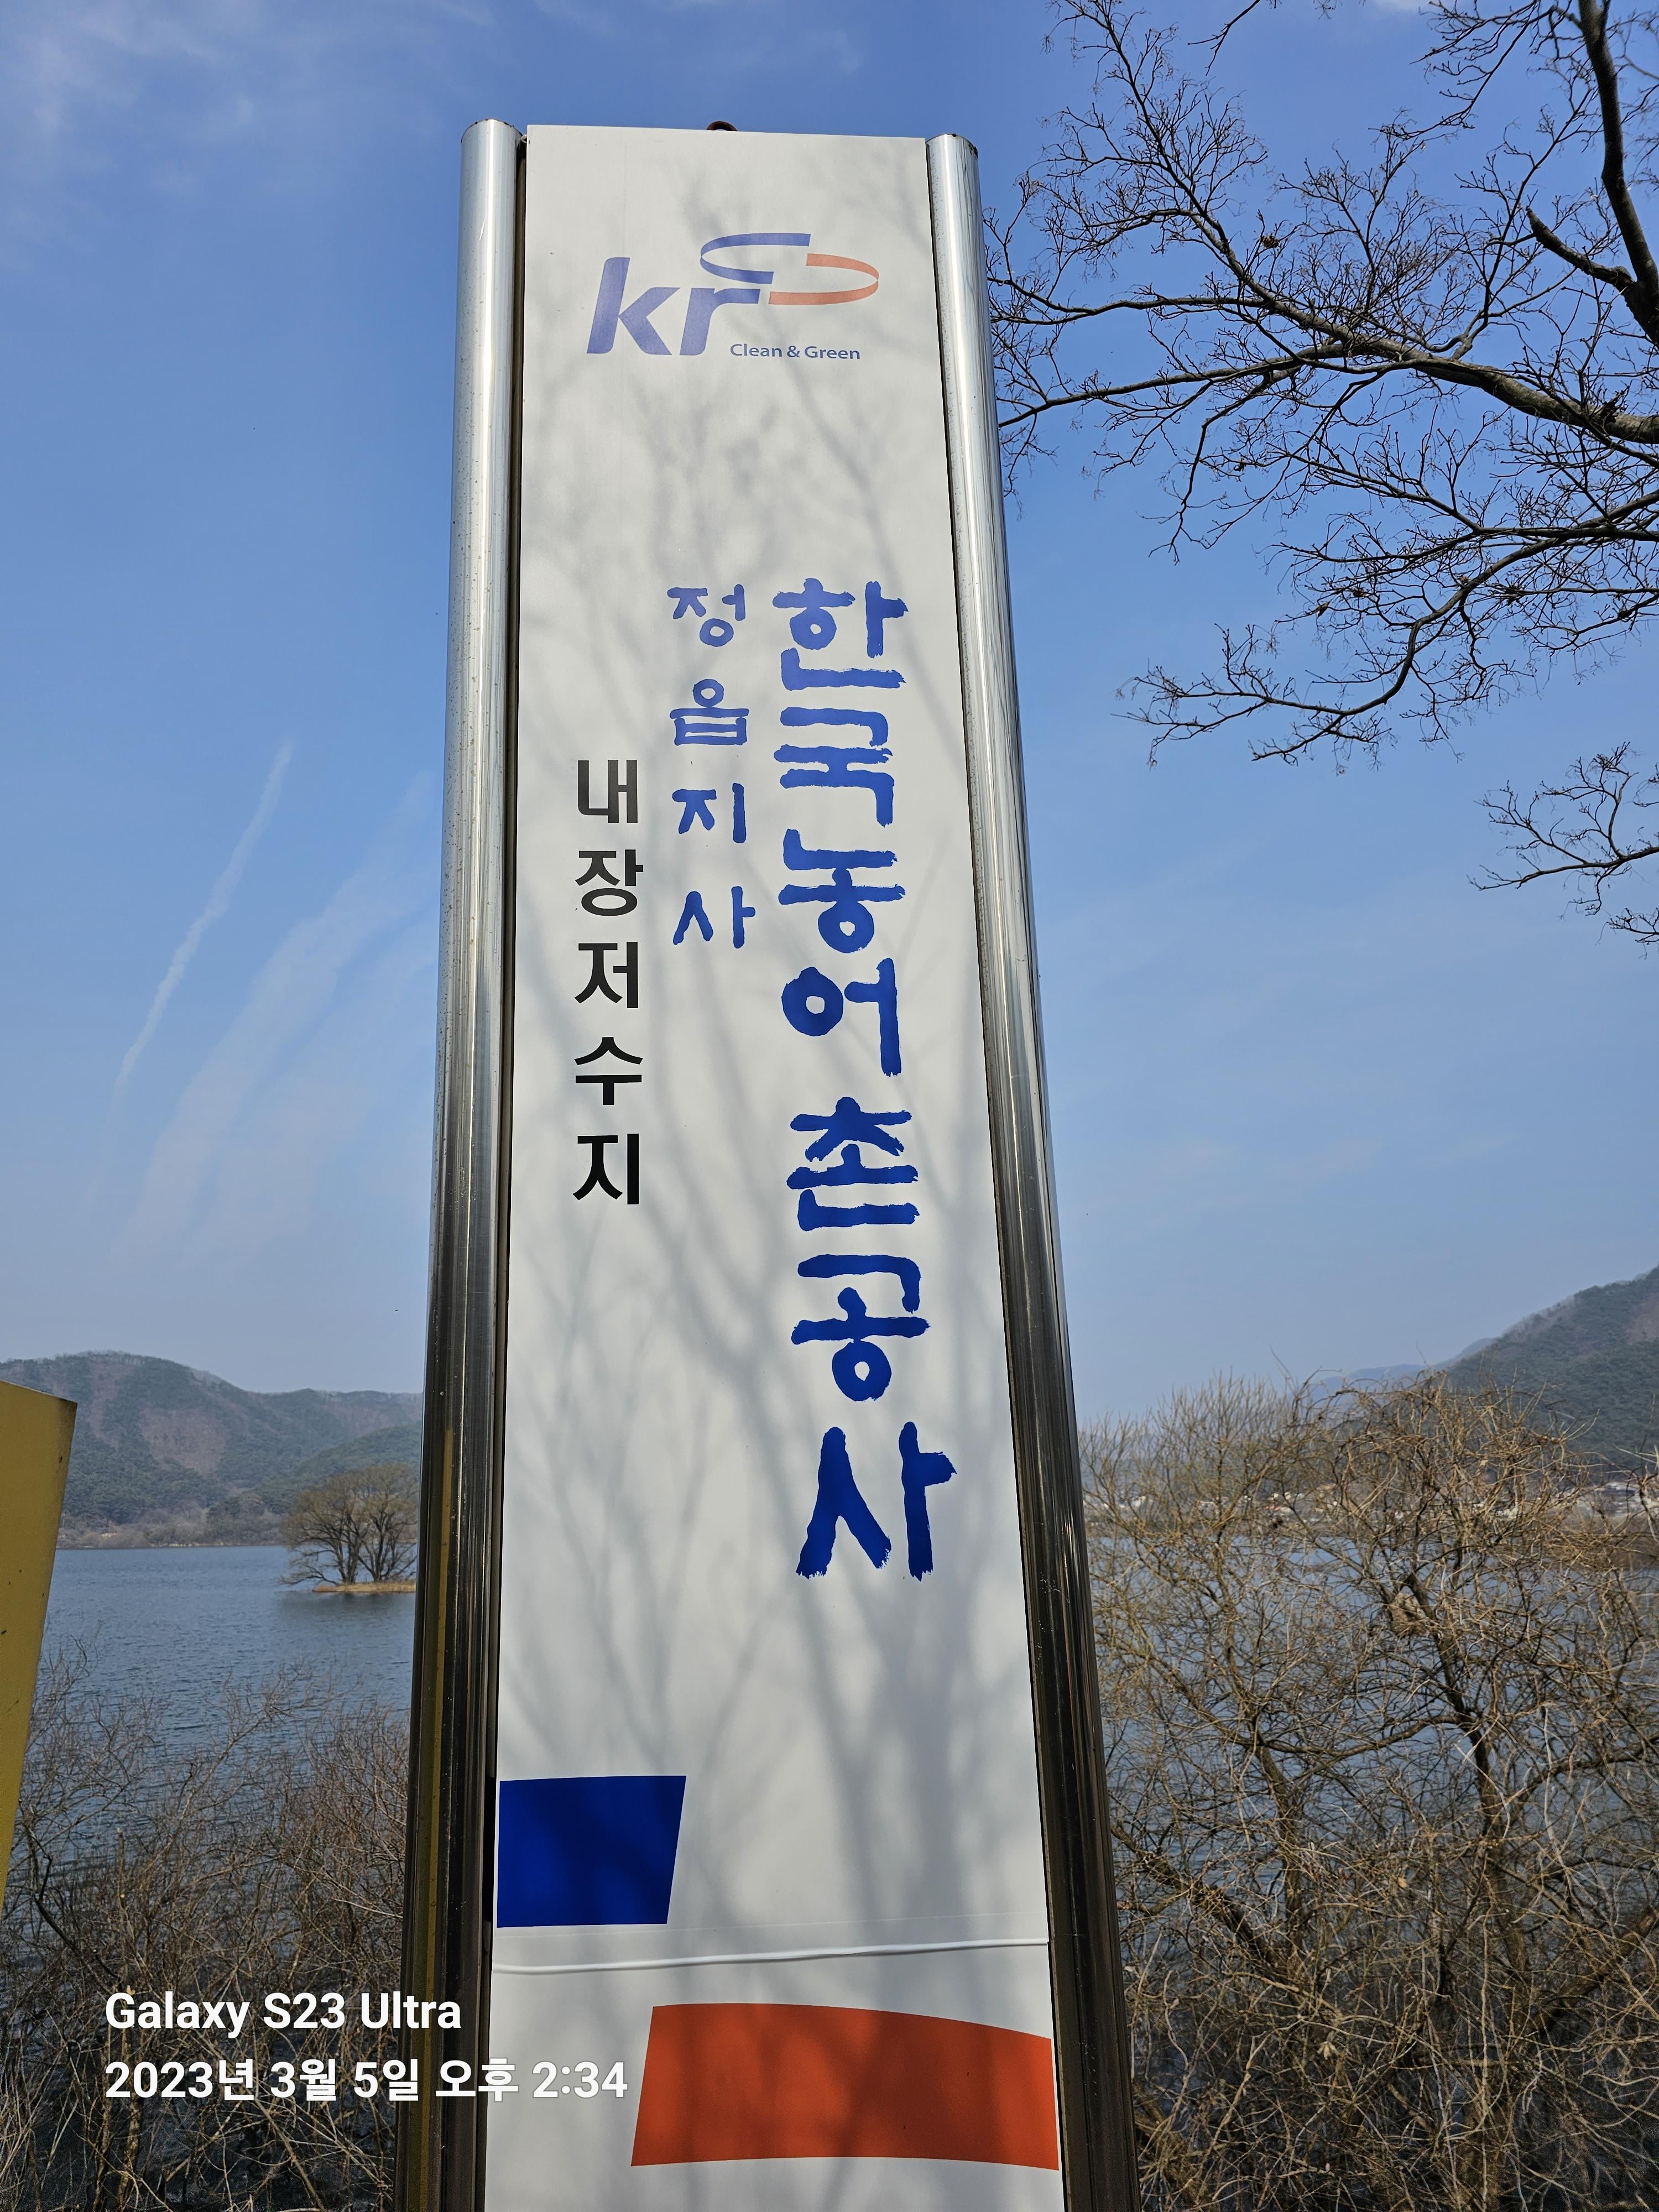 kr
Clean & Green
한국농어촌공사
정읍지사
내장저수지
Galaxy S23 Ultra
2023년 3월 5일 오후 2:34